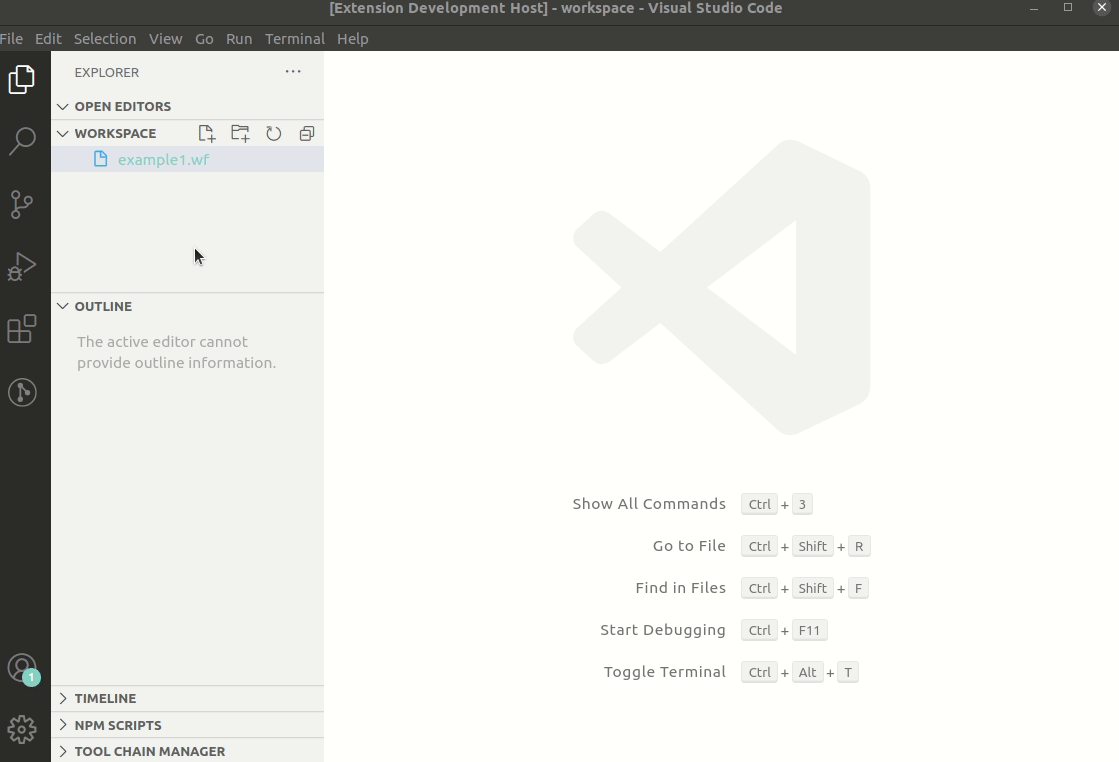 [Extension Development Host] - workspace - Visual Studio Code
File Edit Selection View Go Run Terminal Help
EXPLORER
OPEN EDITORS
WORKSPACE
example1.wf
OUTLINE
The active editor cannot
provide outline information.
Show All Commands Ctrl + 3
Go to File Ctrl + Shift + R
Find in Files Ctrl + Shift + F
Start Debugging Ctrl + F11
Toggle Terminal Ctrl + Alt + T
1
TIMELINE
NPM SCRIPTS
TOOL CHAIN MANAGER